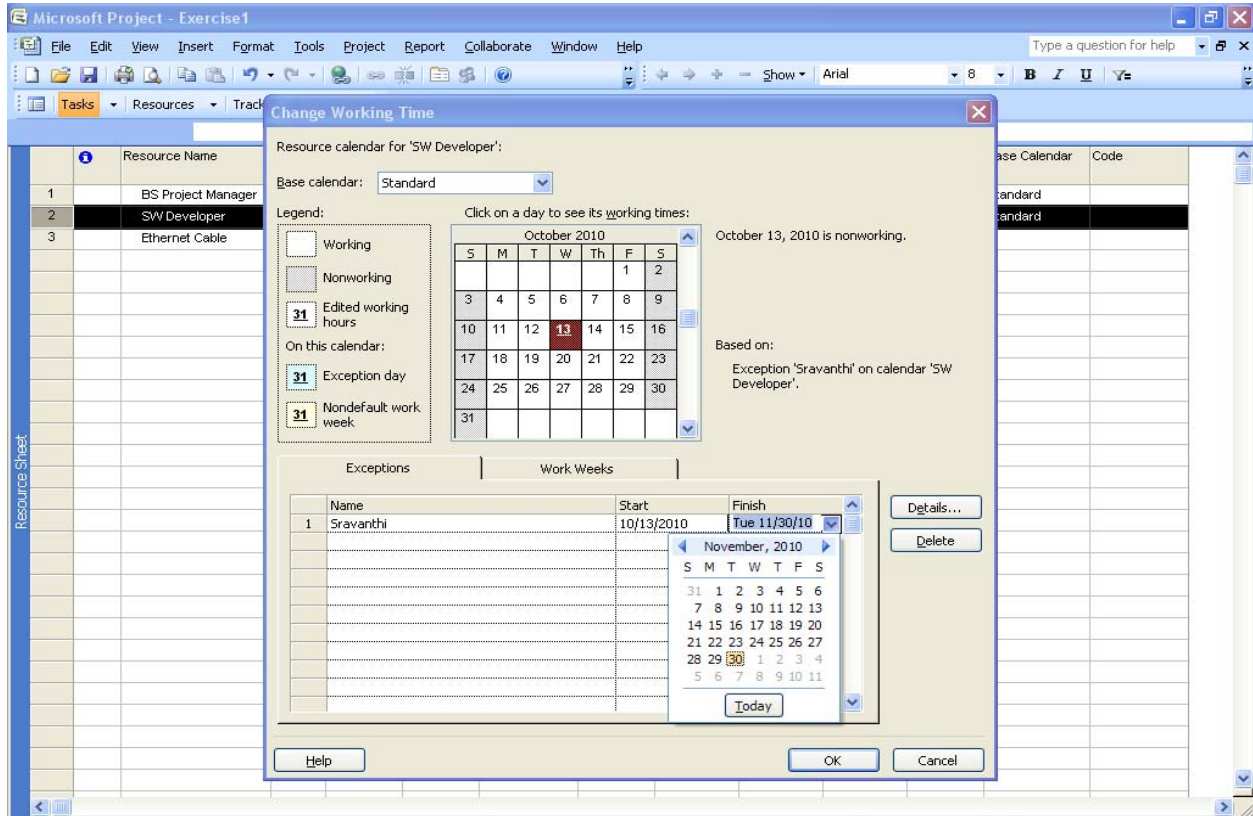 Microsoft Project - Exercise1
File Edit View Insert Format Tools Project Report Collaborate Window Help
Type a question for help
Show Arial 8 B I U
Tasks Resources Track
Change Working Time
Resource Name
ase Calendar Code
1 BS Project Manager
tandard
2 SW Developer
tandard
3 Ethernet Cable
Resource Sheet
Resource calendar for 'SW Developer':
Base calendar: Standard
Legend:
Working
Nonworking
31 Edited working
hours
On this calendar:
31 Exception day
31 Nondefault work
week
Click on a day to see its working times:
October 2010
S M T W Th F S
1 2
3 4 5 6 7 8 9
10 11 12 13 14 15 16
17 18 19 20 21 22 23
24 25 26 27 28 29 30
31
October 13, 2010 is nonworking.
Based on:
Exception 'Sravanthi' on calendar 'SW
Developer'.
Exceptions Work Weeks
Name Start Finish
1 Sravanthi 10/13/2010 Tue 11/30/10
November, 2010
S M T W T F S
31 1 2 3 4 5 6
7 8 9 10 11 12 13
14 15 16 17 18 19 20
21 22 23 24 25 26 27
28 29 30 1 2 3 4
5 6 7 8 9 10 11
Today
Details...
Delete
Help OK Cancel